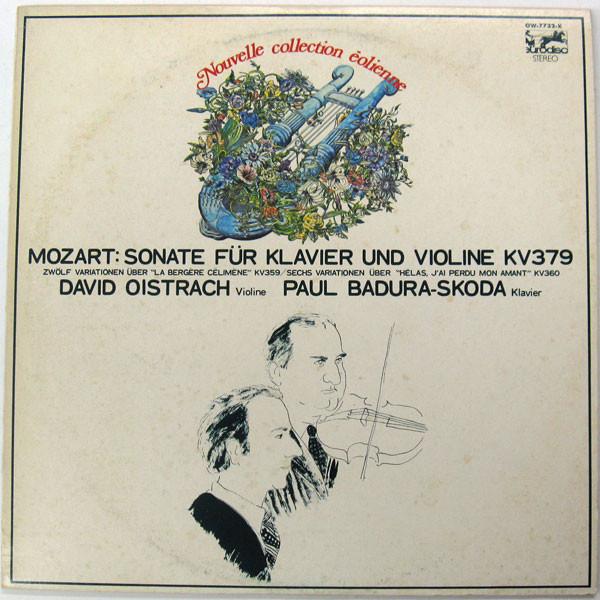 OW-7732-K
eurodisc
STEREO
Nouvelle collection éolienne
MOZART: SONATE FÜR KLAVIER UND VIOLINE KV379
ZWÖLF VARIATIONEN ÜBER "LA BERGÈRE CÉLIMÈNE" KV359/SECHS VARIATIONEN ÜBER "HÉLAS, J'AI PERDU MON AMANT" KV360
DAVID OISTRACH Violine PAUL BADURA-SKODA Klavier